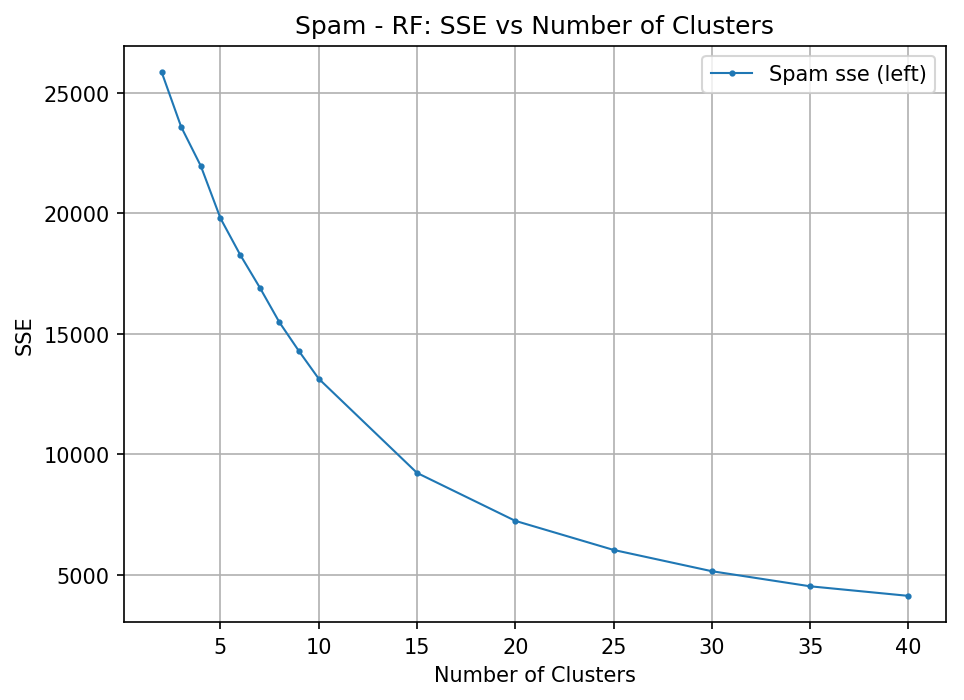 Spam - RF: SSE vs Number of Clusters
Spam sse (left)
25000
20000
15000
10000
5000
SSE
5 10 15 20 25 30 35 40
Number of Clusters